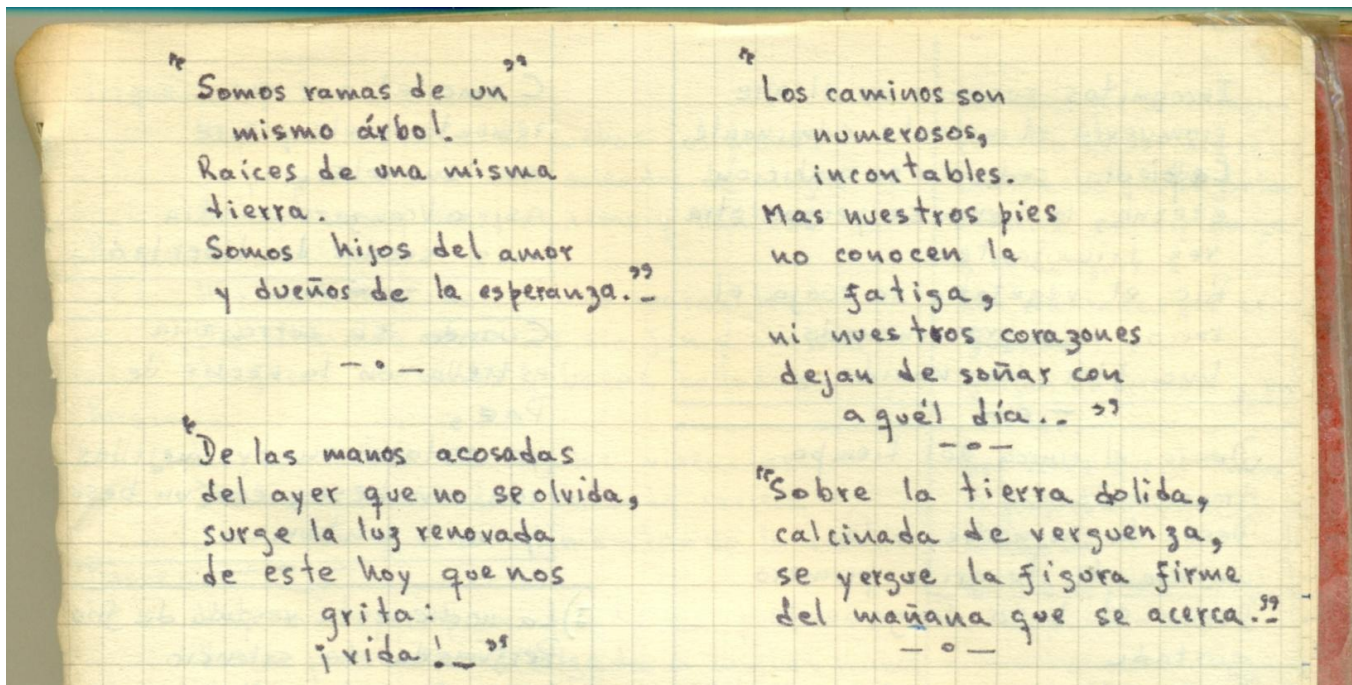 "Somos ramas de un"
mismo árbol.
Raíces de una misma
tierra.
Somos hijos del amor
y dueños de la esperanza."_
— ° —
"De las manos acosadas
del ayer que no se olvida,
surge la luz renovada
de este hoy que nos
grita:
¡vida!_"
"Los caminos son
numerosos,
incontables.
Mas nuestros pies
no conocen la
fatiga,
ni nuestros corazones
dejan de soñar con
aquél día._"
— o —
"Sobre la tierra dolida,
calcinada de verguenza,
se yergue la figura firme
del mañana que se acerca."_
— o —